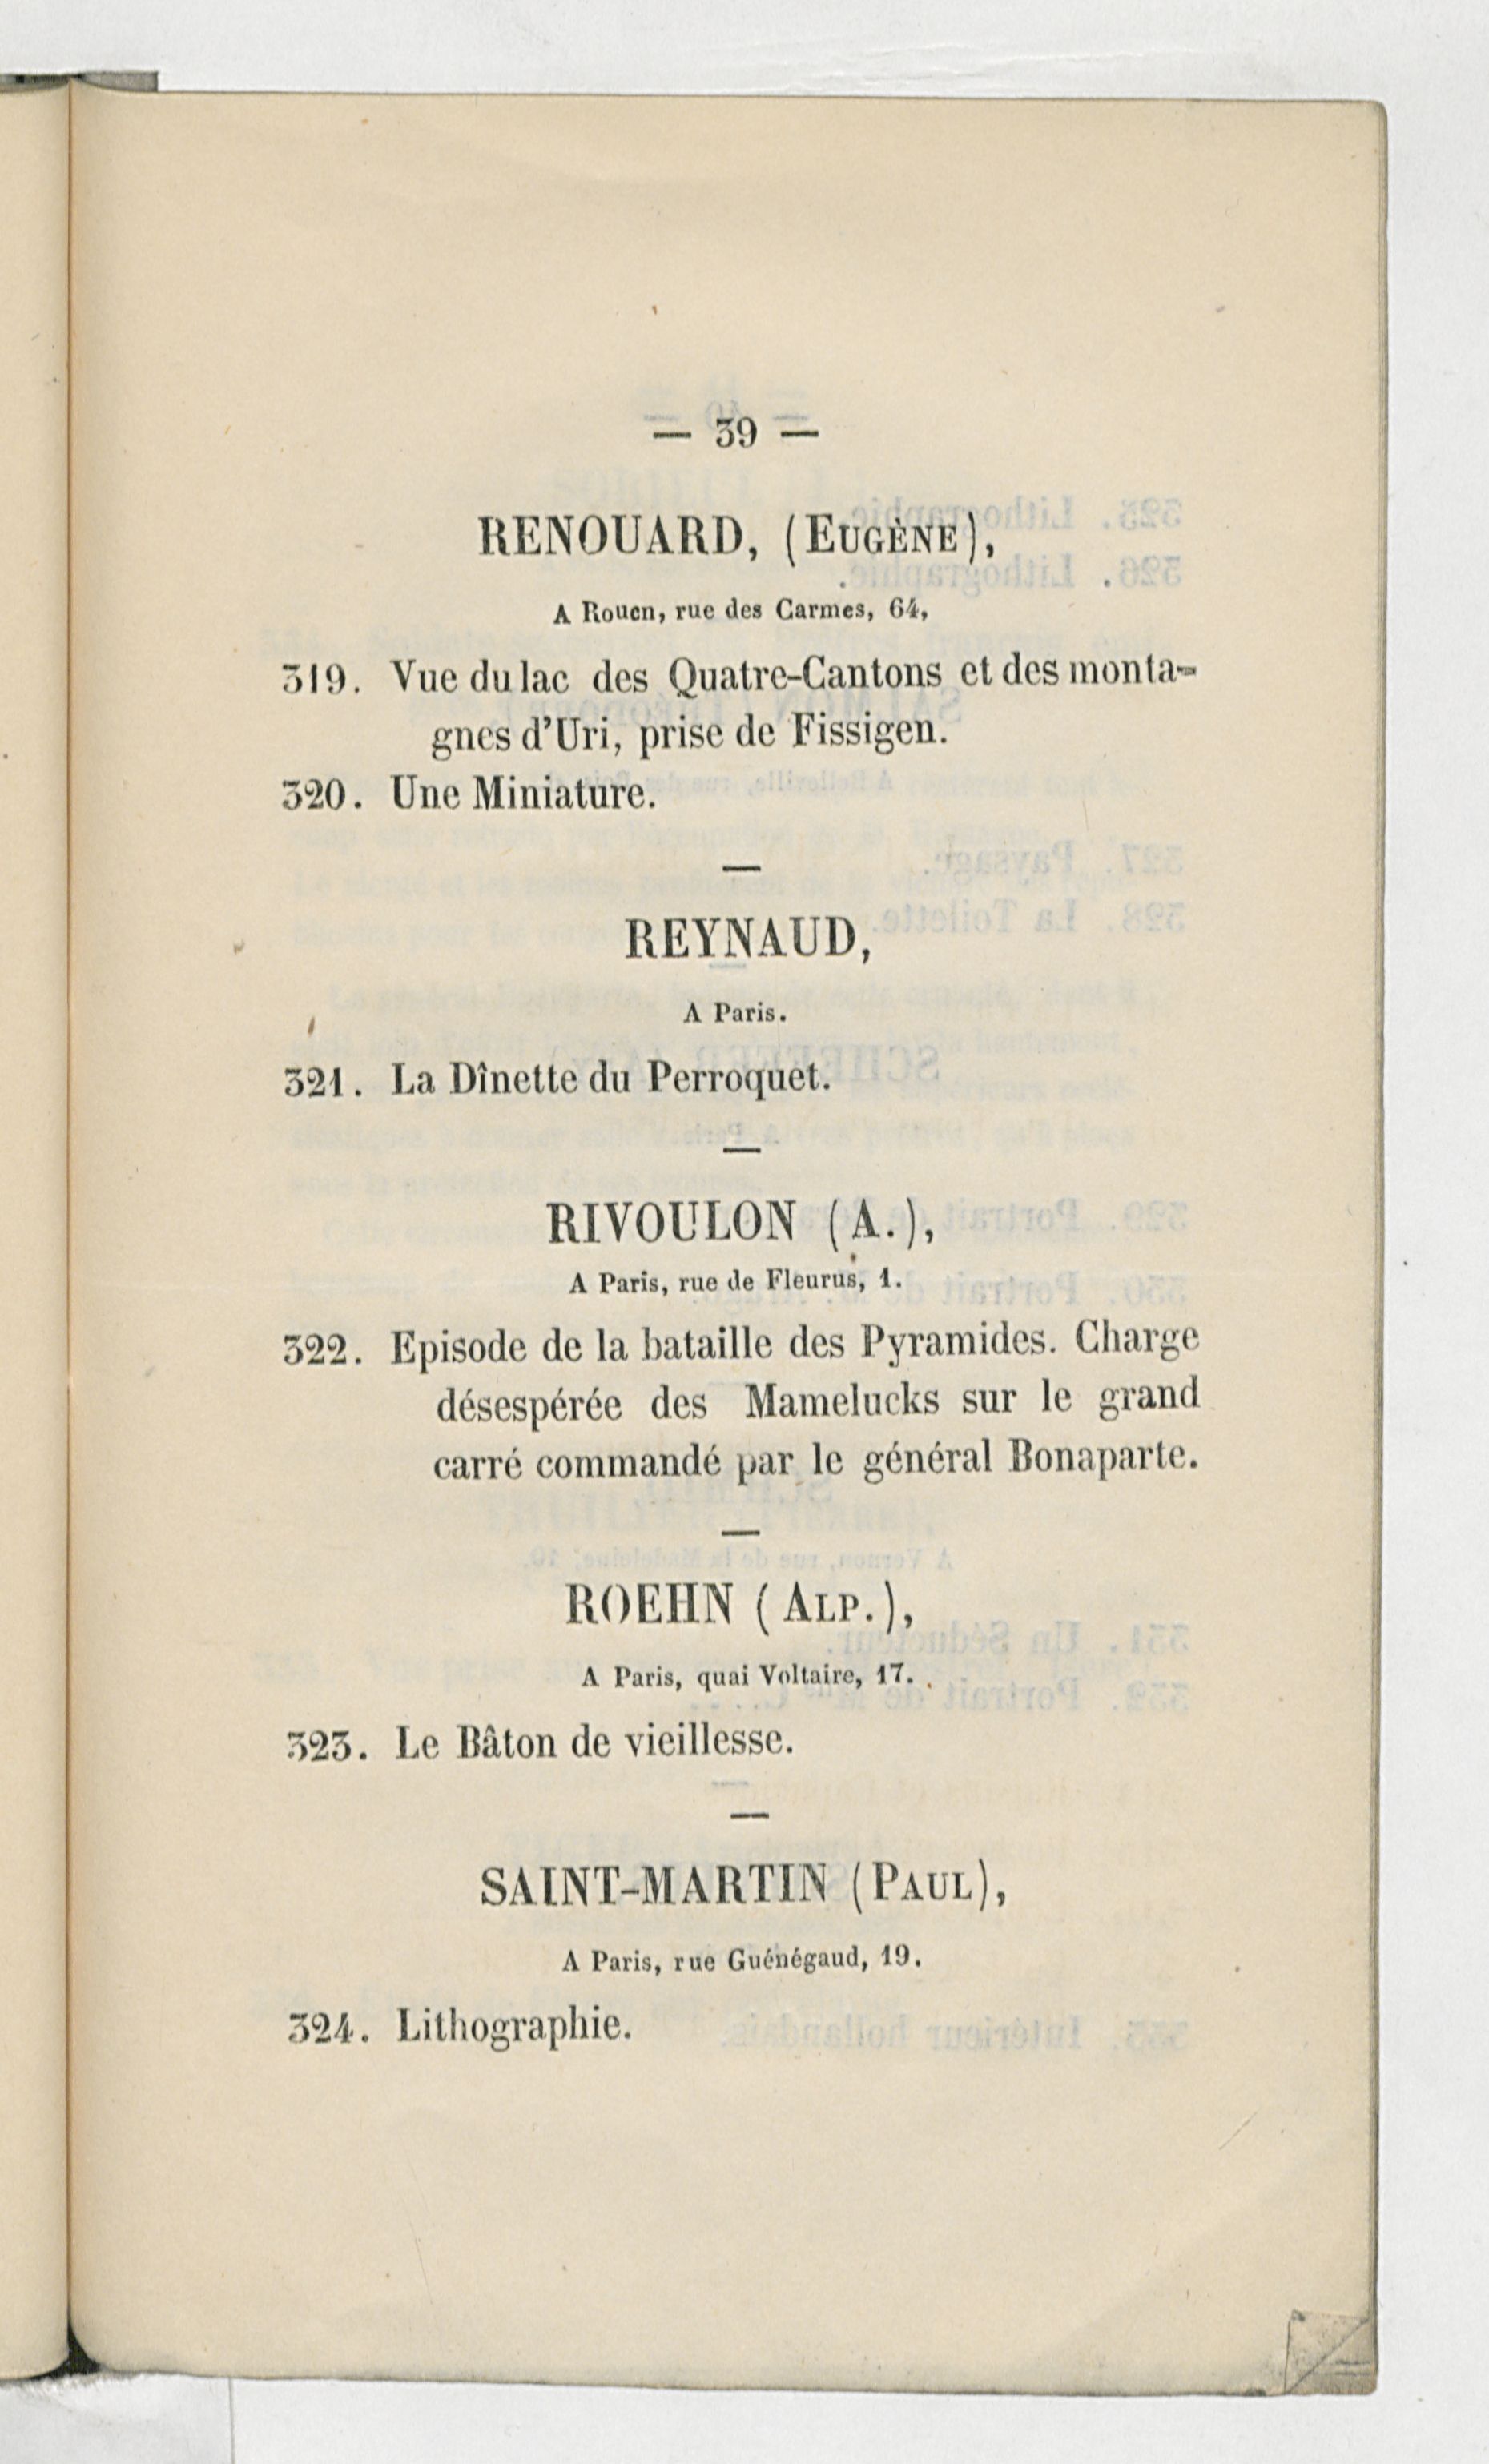 — 39 —
RENOUARD, (EUGÈNE),
A Rouen, rue des Carmes, 64,
319. Vue du lac des Quatre-Cantons et des monta-
gnes d'Uri, prise de Fissigen.
320. Une Miniature.
—
REYNAUD,
A Paris.
321. La Dînette du Perroquet.
—
RIVOULON (A.),
A Paris, rue de Fleurus, 1.
322. Episode de la bataille des Pyramides. Charge
désespérée des Mamelucks sur le grand
carré commandé par le général Bonaparte.
—
ROEHN (ALP.),
A Paris, quai Voltaire, 17.
323. Le Bâton de vieillesse.
—
SAINT-MARTIN (PAUL),
A Paris, rue Guénégaud, 19.
324. Lithographie.